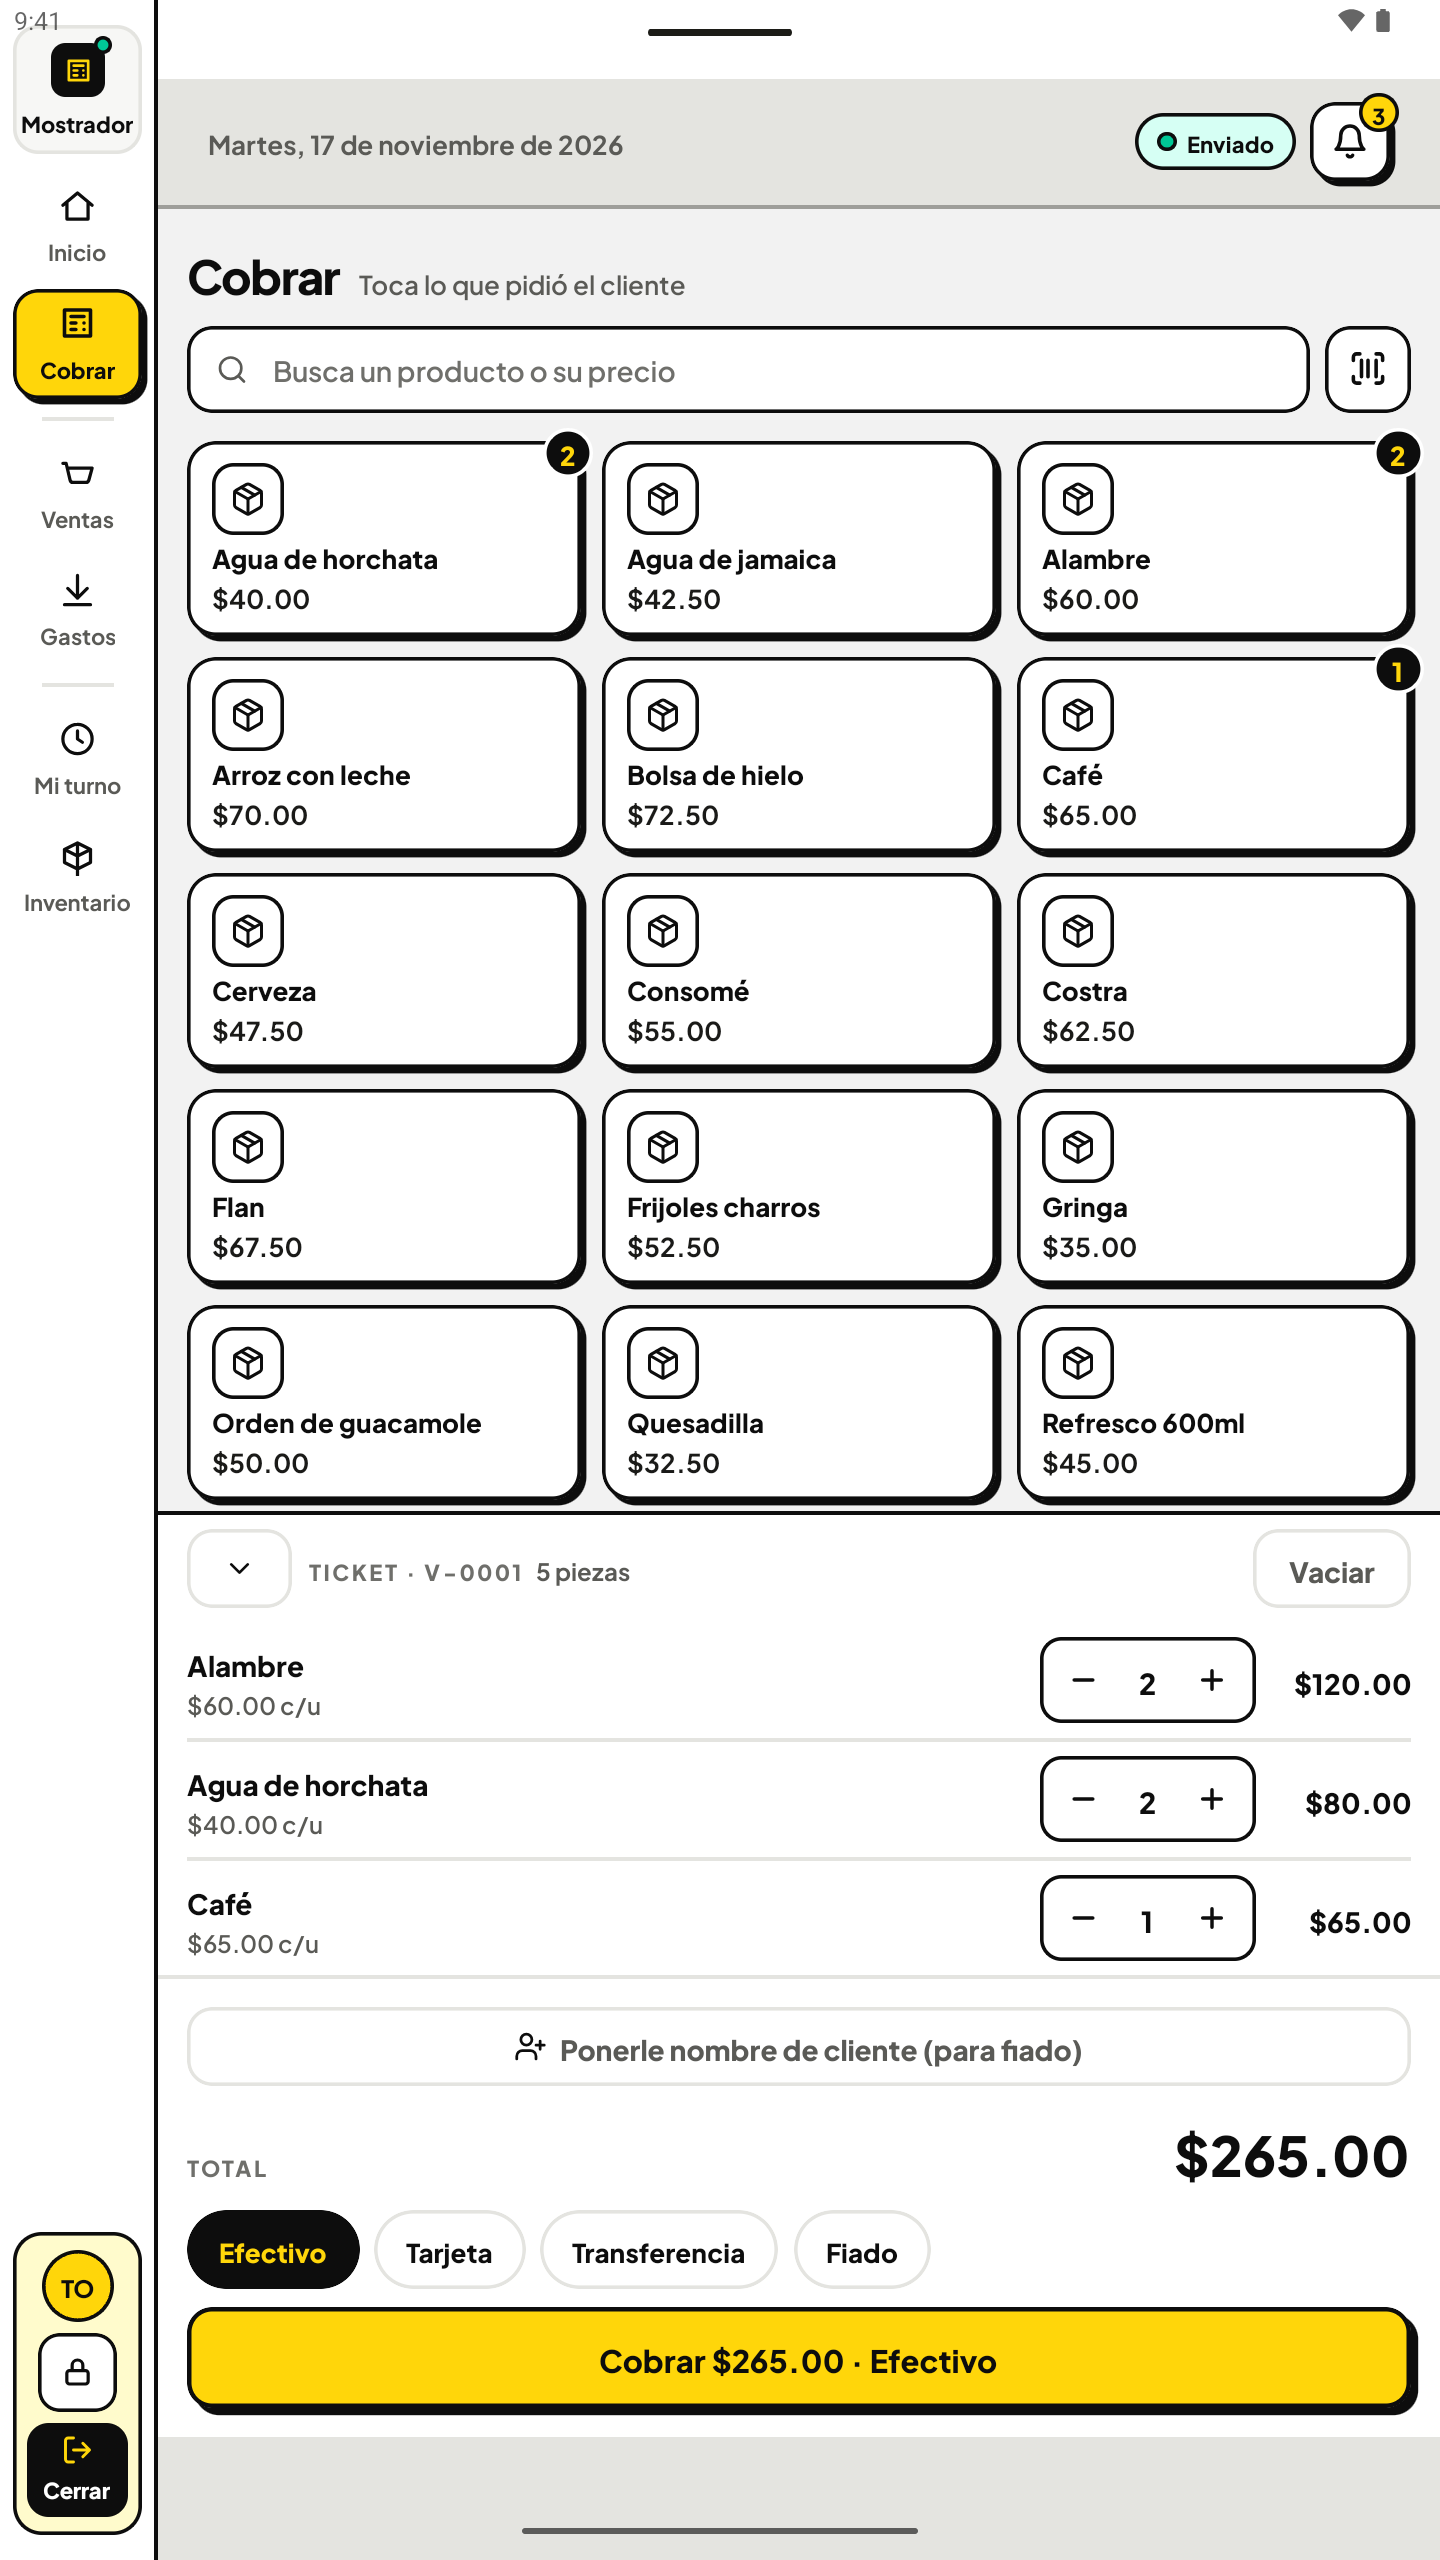 9:41
Mostrador
Inicio
Cobrar
Ventas
Gastos
Mi turno
Inventario
TO
Cerrar
Martes, 17 de noviembre de 2026
Enviado
3
Cobrar Toca lo que pidió el cliente
Busca un producto o su precio
2
Agua de horchata
$40.00
Agua de jamaica
$42.50
2
Alambre
$60.00
Arroz con leche
$70.00
Bolsa de hielo
$72.50
1
Café
$65.00
Cerveza
$47.50
Consomé
$55.00
Costra
$62.50
Flan
$67.50
Frijoles charros
$52.50
Gringa
$35.00
Orden de guacamole
$50.00
Quesadilla
$32.50
Refresco 600ml
$45.00
TICKET · V-0001 5 piezas
Vaciar
Alambre
$60.00 c/u
− 2 + $120.00
Agua de horchata
$40.00 c/u
− 2 + $80.00
Café
$65.00 c/u
− 1 + $65.00
Ponerle nombre de cliente (para fiado)
TOTAL $265.00
Efectivo Tarjeta Transferencia Fiado
Cobrar $265.00 · Efectivo